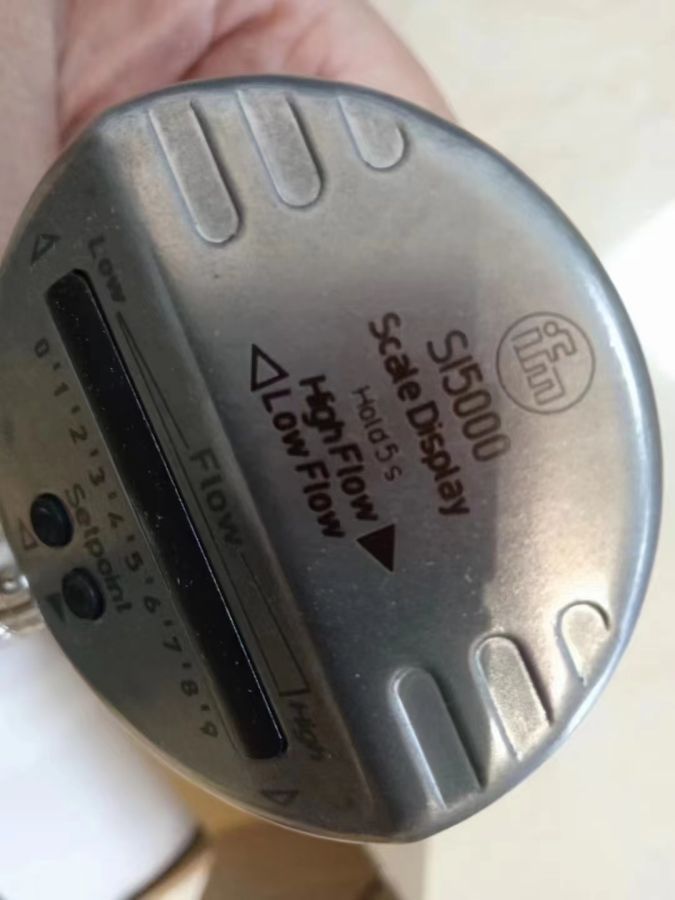 ifm
SI5000
Scale Display
Hold 5 s
High Flow
Low Flow
Low
Flow
High
0 1 2 3 4 5 6 7 8 9
Setpoint